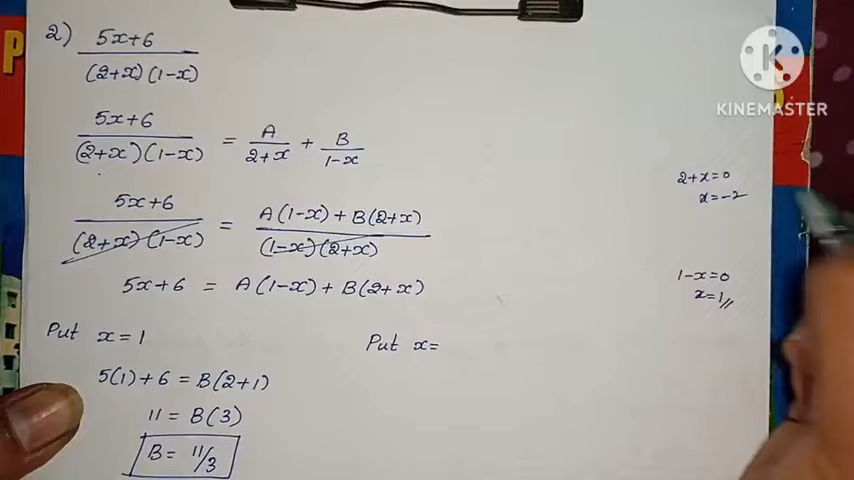 2) 5x+6
(2+x)(1-x)
5x+6 / (2+x)(1-x) = A / 2+x + B / 1-x
5x+6 / (2+x)(1-x) = A(1-x)+B(2+x) / (1-x)(2+x)
5x+6 = A(1-x)+B(2+x)
Put x=1
5(1)+6 = B(2+1)
11 = B(3)
B= 11/3
Put x=
2+x=0
x=-2
1-x=0
x=1//
KINEMASTER
P